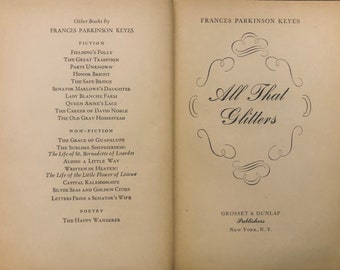 Other Books by
FRANCES PARKINSON KEYES
FICTION
FIELDING'S FOLLY
THE GREAT TRADITION
PARTS UNKNOWN
HONOR BRIGHT
THE SAFE BRIDGE
SENATOR MARLOWE'S DAUGHTER
LADY BLANCHE FARM
QUEEN ANNE'S LACE
THE CAREER OF DAVID NOBLE
THE OLD GRAY HOMESTEAD
NON-FICTION
THE GRACE OF GUADALUPE
THE SUBLIME SHEPHERDESS:
The Life of St. Bernadette of Lourdes
ALONG A LITTLE WAY
WRITTEN IN HEAVEN:
The Life of the Little Flower of Lisieux
CAPITAL KALEIDOSCOPE
SILVER SEAS AND GOLDEN CITIES
LETTERS FROM A SENATOR'S WIFE
POETRY
THE HAPPY WANDERER
FRANCES PARKINSON KEYES
All That
Glitters
GROSSET & DUNLAP
Publishers
NEW YORK, N. Y.